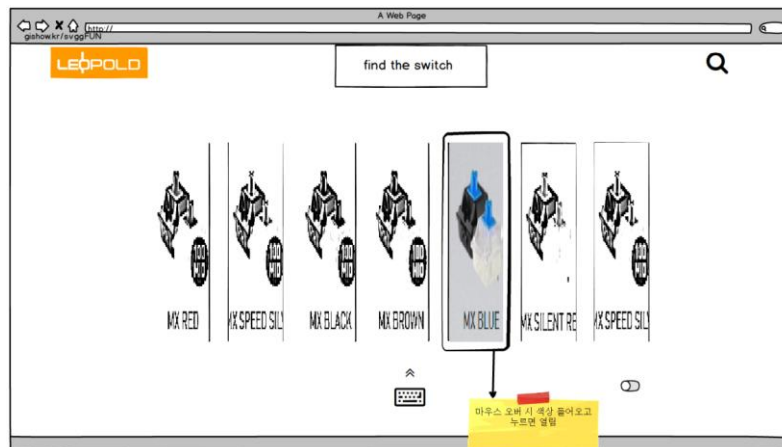 A Web Page
http://
gishow.kr/svggFUN
LEOPOLD
find the switch
MX RED
MX SPEED SIL
MX BLACK
MX BROWN
MX BLUE
MX SILENT RE
MX SPEED SIL
마우스 오버 시 색상 들어오고
누르면 열림